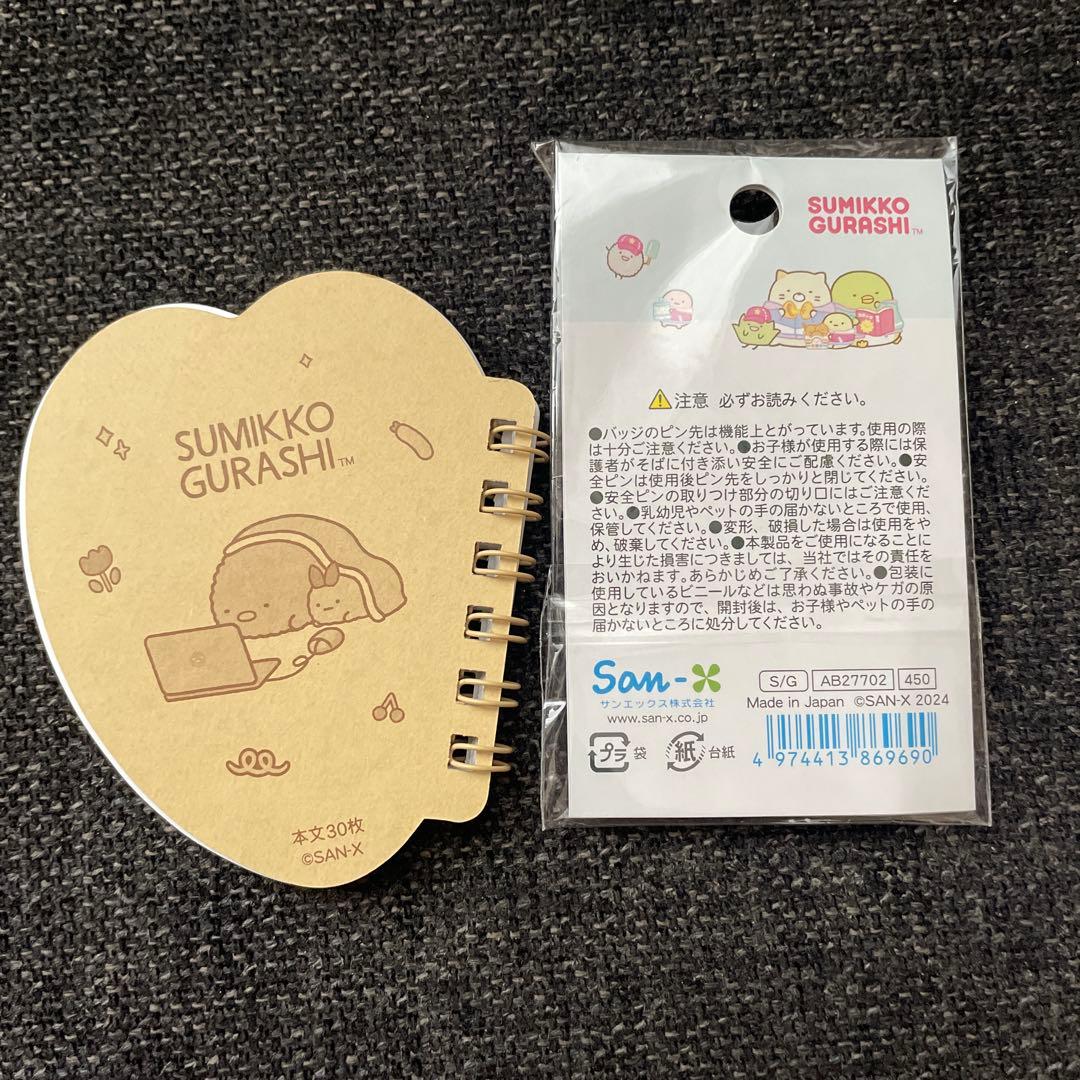 SUMIKKO
GURASHI™
本文30枚
©SAN-X
SUMIKKO
GURASHI™
注意 必ずお読みください。
●バッジのピン先は機能上とがっています。使用の際
は十分ご注意ください。●お子様が使用する際には保
護者がそばに付き添い安全にご配慮ください。●安
全ピンは使用後ピン先をしっかりと閉じてください。
●安全ピンの取りつけ部分の切り口にはご注意くだ
さい。●乳幼児やペットの手の届かないところで使用、
保管してください。●変形、破損した場合は使用をや
め、破棄してください。●本製品をご使用になることに
より生じた損害につきましては、当社ではその責任を
おいかねます。あらかじめご了承ください。●包装に
使用しているビニールなどは思わぬ事故やケガの原
因となりますので、開封後は、お子様やペットの手の
届かないところに処分してください。
San-X
サンエックス株式会社
www.san-x.co.jp
S/G AB27702 450
Made in Japan ©SAN-X 2024
プラ 袋 紙 台紙
4 974413 869690